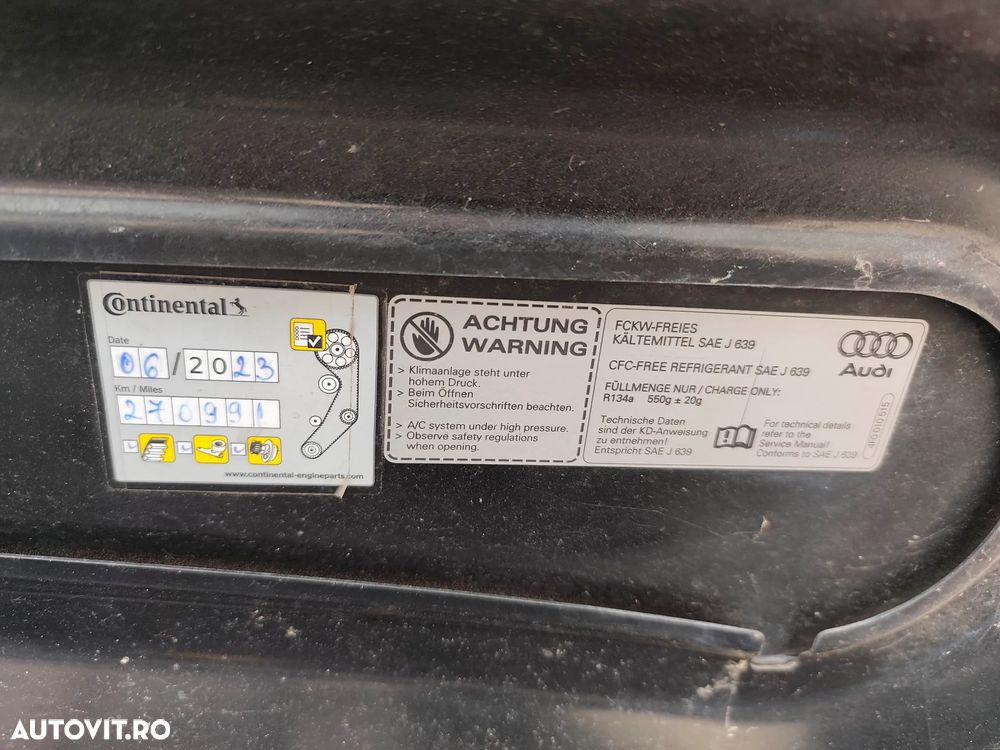 Continental
Date
06/2023
Km / Miles
270991
www.continental-engineparts.com
ACHTUNG
WARNING
> Klimaanlage steht unter
hohem Druck.
> Beim Öffnen
Sicherheitsvorschriften beachten.
> A/C system under high pressure.
> Observe safety regulations
when opening.
FCKW-FREIES
KÄLTEMITTEL SAE J 639
CFC-FREE REFRIGERANT SAE J 639
FÜLLMENGE NUR / CHARGE ONLY:
R134a 550g ± 20g
Technische Daten
sind der KD-Anweisung
zu entnehmen!
Entspricht SAE J 639
For technical details
refer to the
Service Manual!
Conforms to SAE J 639
Audi
4F0 010 515
AUTOVIT.RO